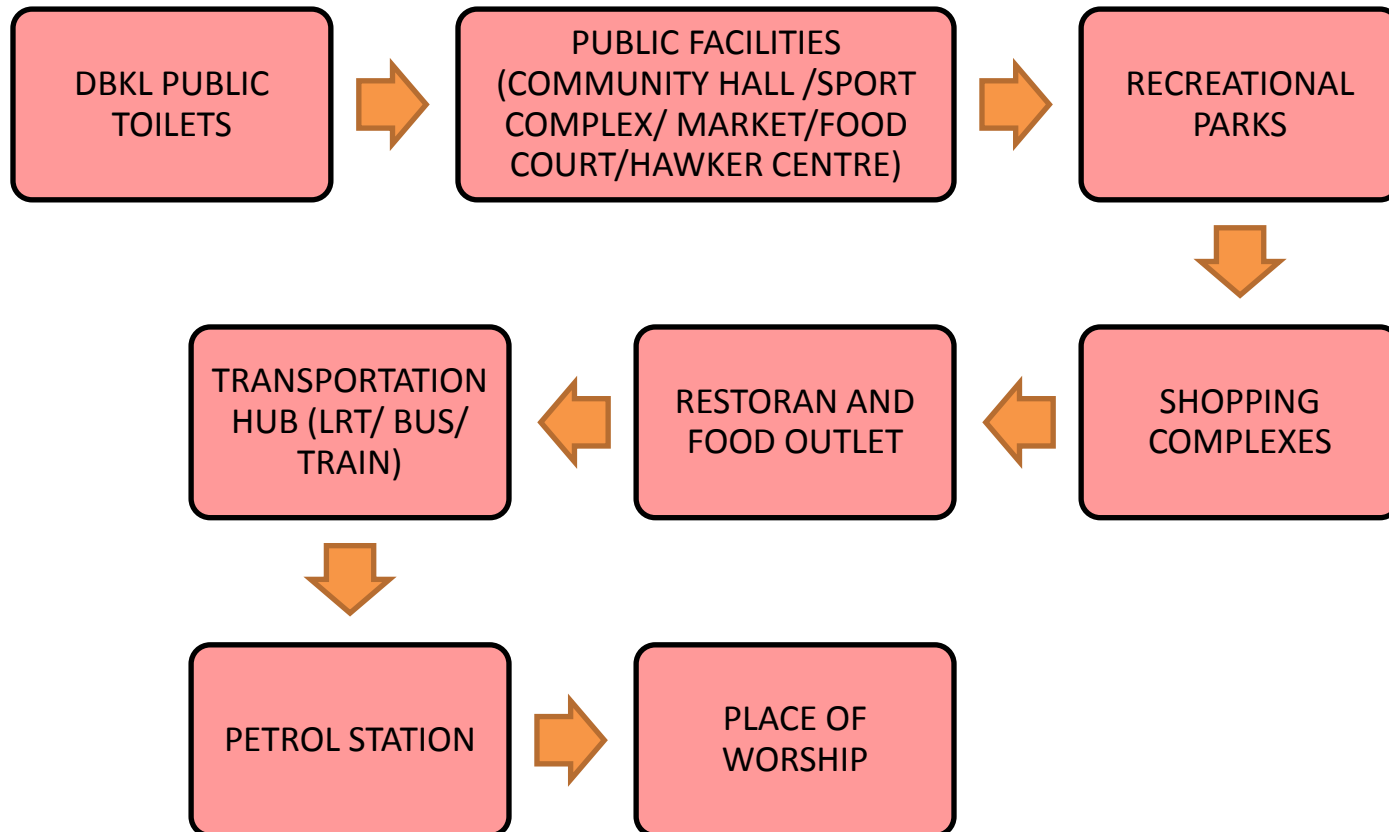 DBKL PUBLIC
TOILETS
PUBLIC FACILITIES
(COMMUNITY HALL /SPORT
COMPLEX/ MARKET/FOOD
COURT/HAWKER CENTRE)
RECREATIONAL
PARKS
SHOPPING
COMPLEXES
RESTORAN AND
FOOD OUTLET
TRANSPORTATION
HUB (LRT/ BUS/
TRAIN)
PETROL STATION
PLACE OF
WORSHIP